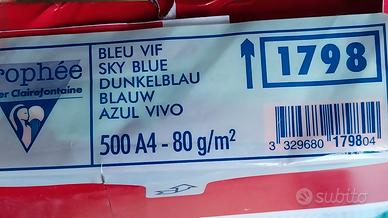 rophée
er Clairefontaine
BLEU VIF
SKY BLUE
DUNKELBLAU
BLAUW
AZUL VIVO
500 A4 - 80 g/m²
1798
3 329680 179804
subito